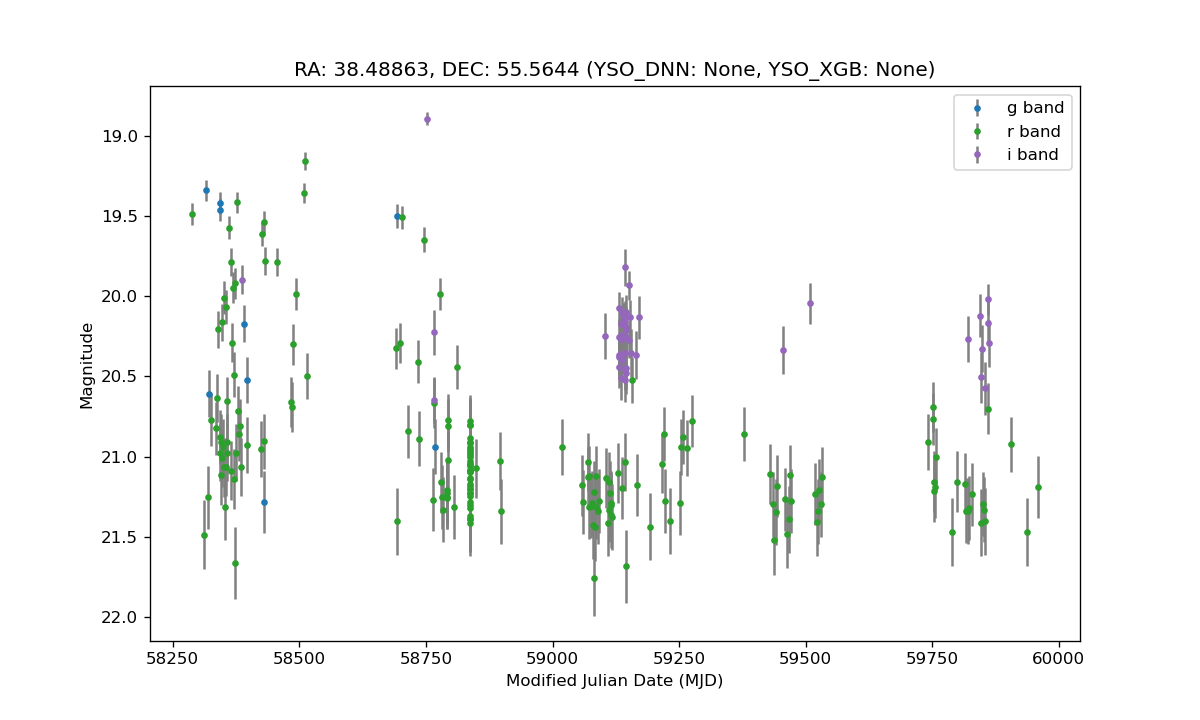 RA: 38.48863, DEC: 55.5644 (YSO_DNN: None, YSO_XGB: None)
g band
r band
i band
19.0
19.5
20.0
20.5
21.0
21.5
22.0
Magnitude
58250 58500 58750 59000 59250 59500 59750 60000
Modified Julian Date (MJD)